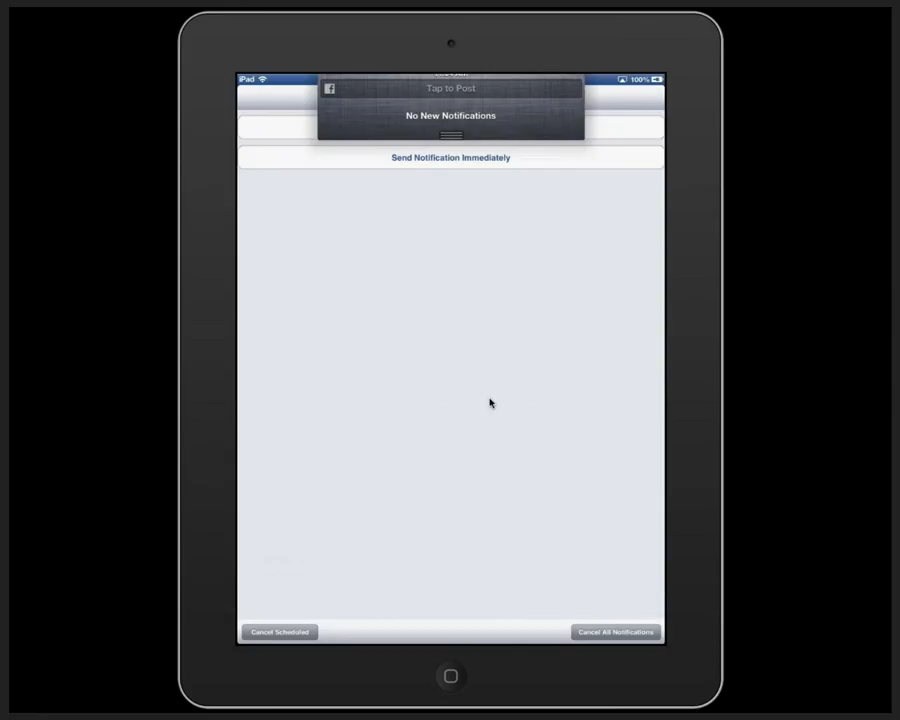 iPad
100%
f Tap to Post
No New Notifications
Send Notification Immediately
Cancel Scheduled
Cancel All Notifications